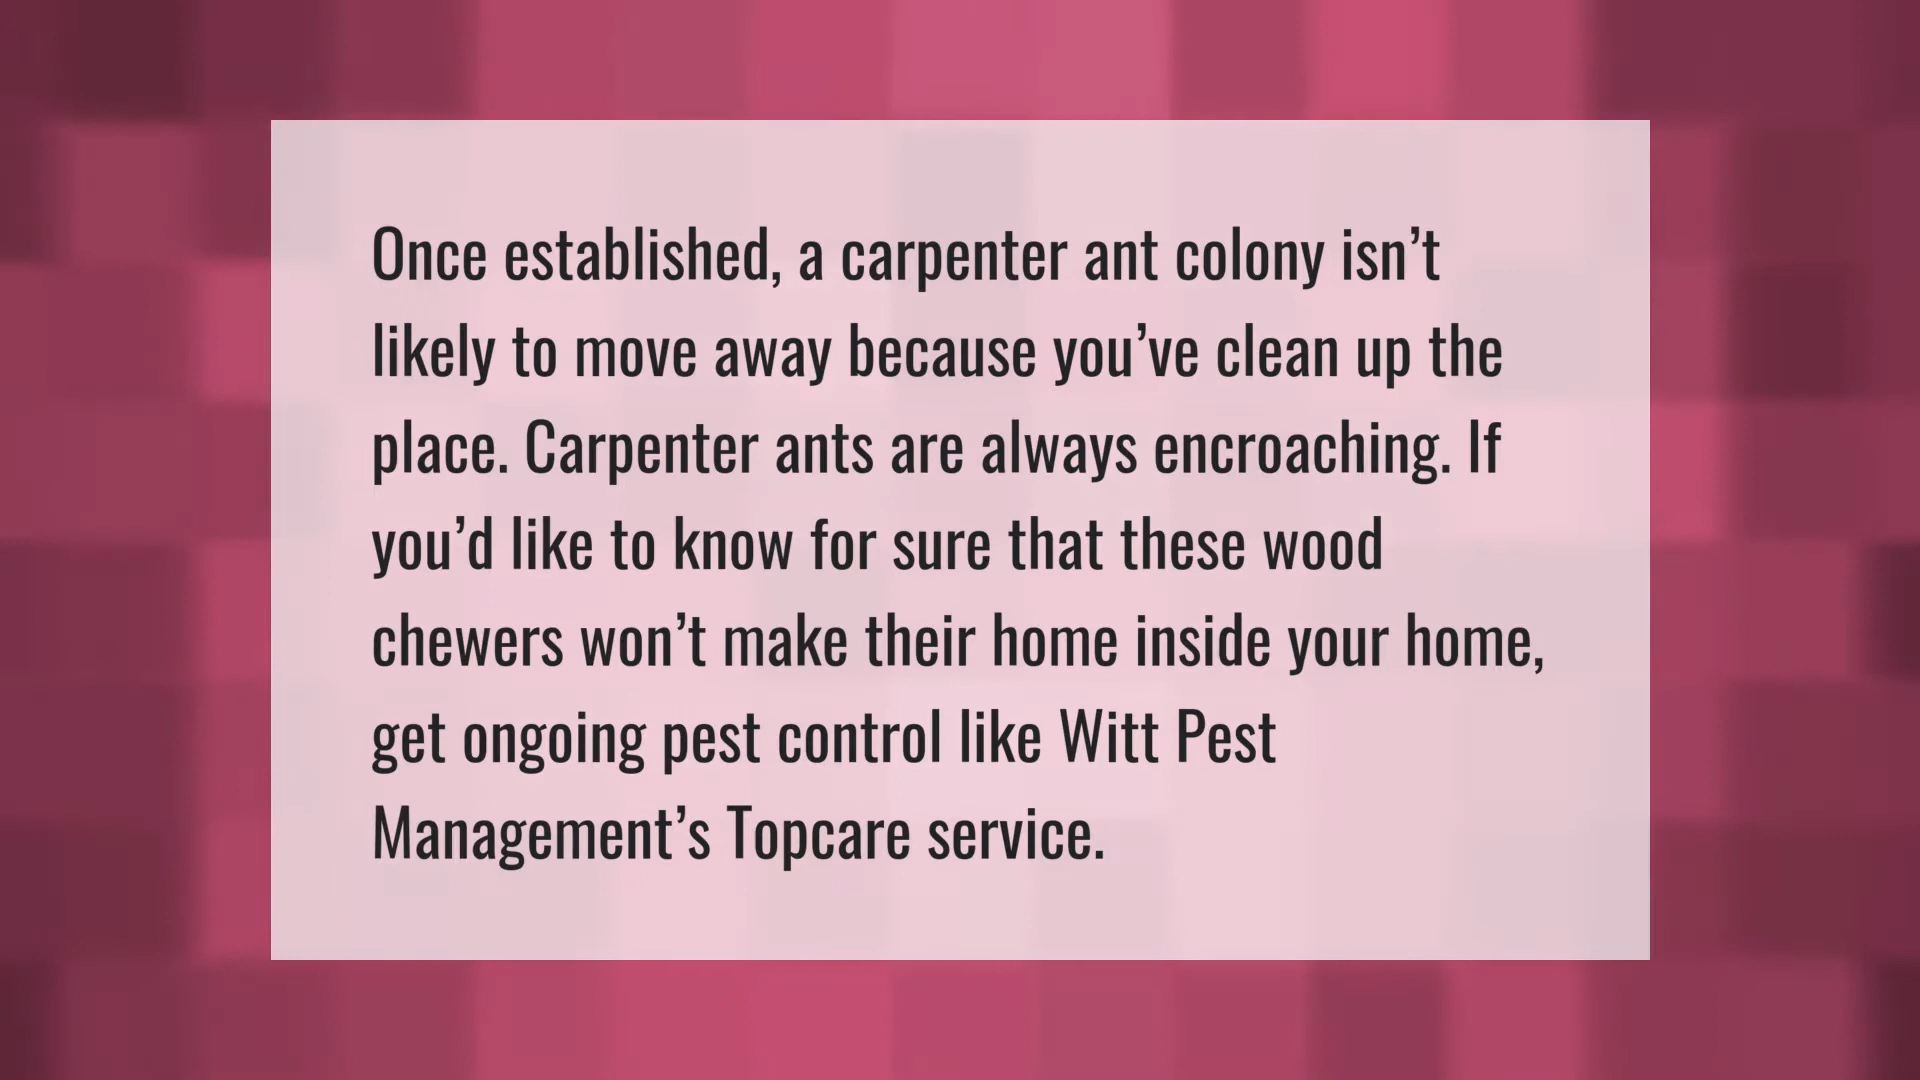 Once established, a carpenter ant colony isn’t
likely to move away because you’ve clean up the
place. Carpenter ants are always encroaching. If
you’d like to know for sure that these wood
chewers won’t make their home inside your home,
get ongoing pest control like Witt Pest
Management’s Topcare service.